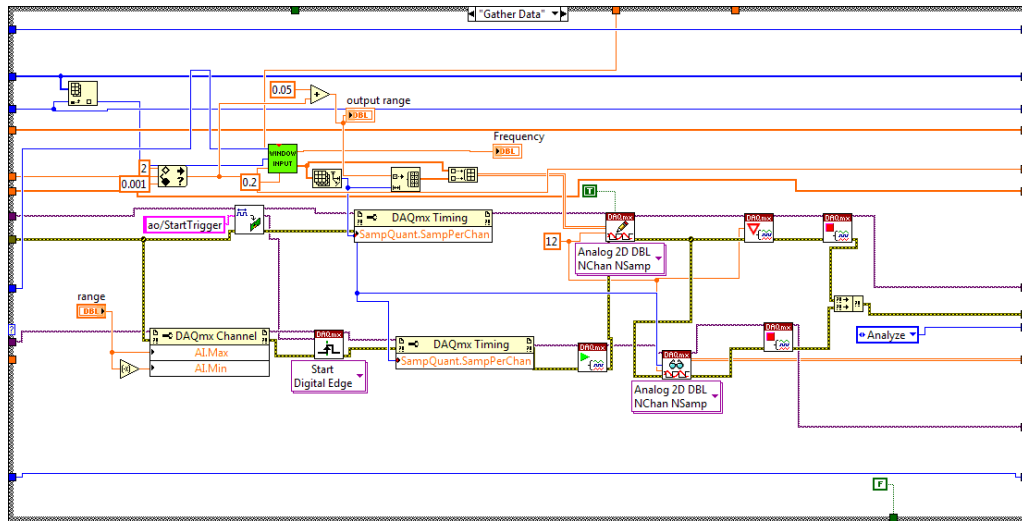 "Gather Data"
0.05
output range
DBL
Frequency
DBL
WINDOW
INPUT
2
0.001
0.2
T
ao/StartTrigger
DAQmx Timing
SampQuant.SampPerChan
DAQmx
DAQmx
DAQmx
12
Analog 2D DBL
NChan NSamp
range
DBL
DAQmx Channel
AI.Max
AI.Min
DAQmx
Start
Digital Edge
DAQmx Timing
SampQuant.SampPerChan
DAQmx
DAQmx
DAQmx
Analyze
Analog 2D DBL
NChan NSamp
F